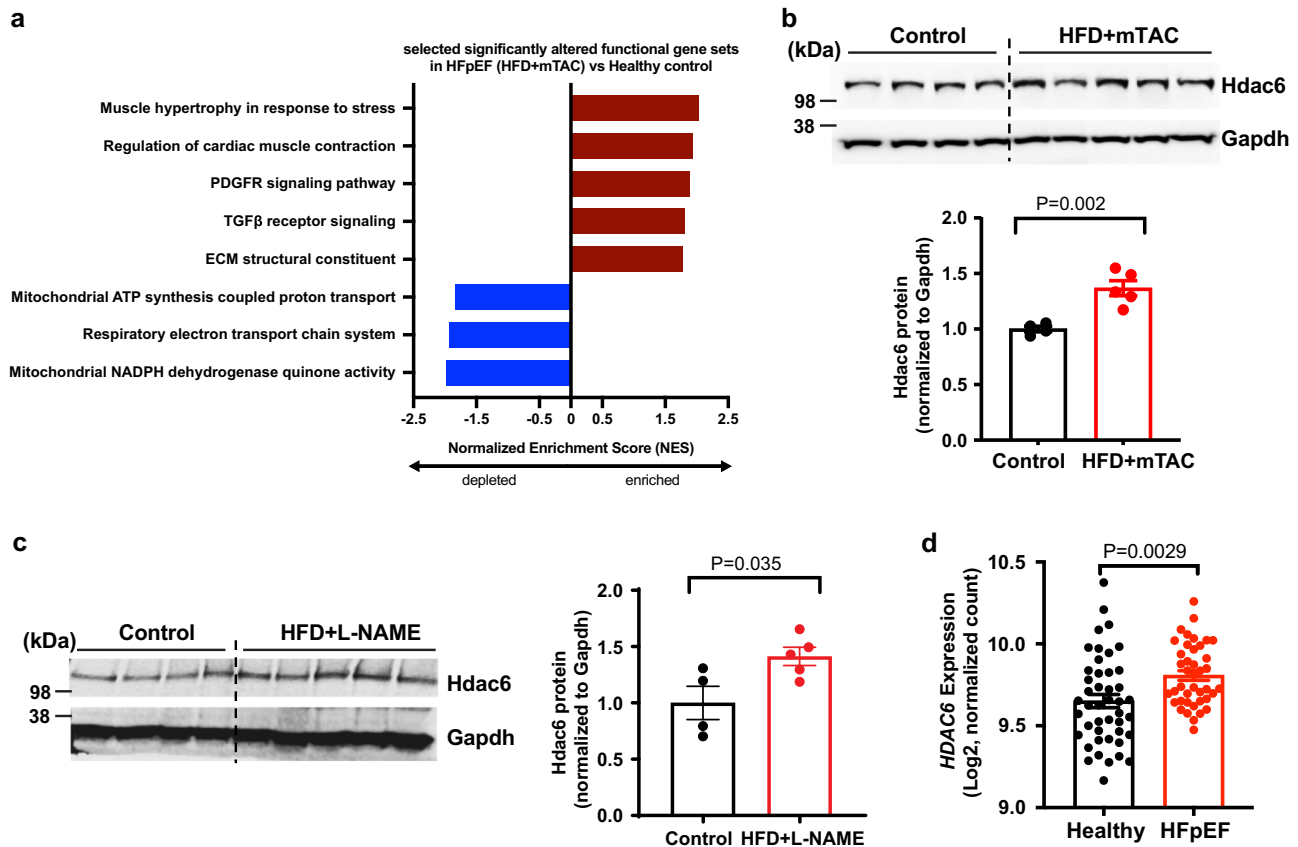 a
selected significantly altered functional gene sets
in HFpEF (HFD+mTAC) vs Healthy control
Muscle hypertrophy in response to stress
Regulation of cardiac muscle contraction
PDGFR signaling pathway
TGFβ receptor signaling
ECM structural constituent
Mitochondrial ATP synthesis coupled proton transport
Respiratory electron transport chain system
Mitochondrial NADPH dehydrogenase quinone activity
-2.5 -1.5 -0.5 0 0.5 1.5 2.5
Normalized Enrichment Score (NES)
depleted enriched
b
(kDa) Control HFD+mTAC
Hdac6
98
38
Gapdh
P=0.002
2.0
1.5
1.0
0.5
0.0
Hdac6 protein
(normalized to Gapdh)
Control HFD+mTAC
c
(kDa) Control HFD+L-NAME
Hdac6
98
38
Gapdh
P=0.035
2.0
1.5
1.0
0.5
0.0
Hdac6 protein
(normalized to Gapdh)
Control HFD+L-NAME
d
P=0.0029
10.5
10.0
9.5
9.0
HDAC6 Expression
(Log2, normalized count)
Healthy HFpEF